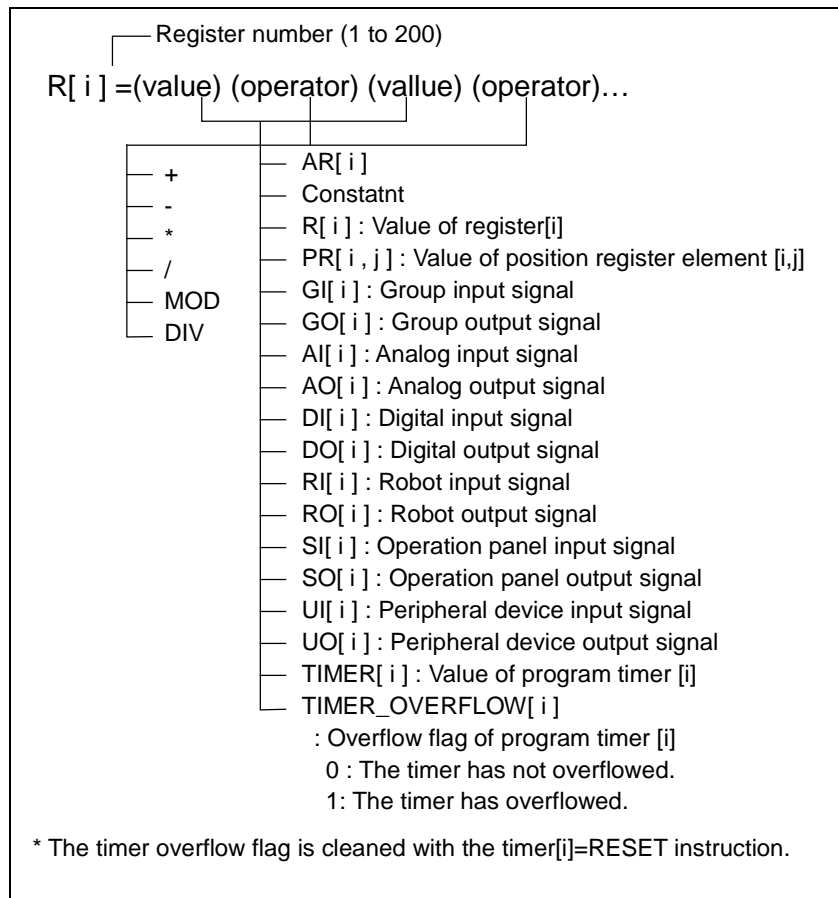 Register number (1 to 200)
R[ i ] =(value) (operator) (vallue) (operator)…
+
-
*
/
MOD
DIV
AR[ i ]
Constatnt
R[ i ] : Value of register[i]
PR[ i , j ] : Value of position register element [i,j]
GI[ i ] : Group input signal
GO[ i ] : Group output signal
AI[ i ] : Analog input signal
AO[ i ] : Analog output signal
DI[ i ] : Digital input signal
DO[ i ] : Digital output signal
RI[ i ] : Robot input signal
RO[ i ] : Robot output signal
SI[ i ] : Operation panel input signal
SO[ i ] : Operation panel output signal
UI[ i ] : Peripheral device input signal
UO[ i ] : Peripheral device output signal
TIMER[ i ] : Value of program timer [i]
TIMER_OVERFLOW[ i ]
: Overflow flag of program timer [i]
0 : The timer has not overflowed.
1: The timer has overflowed.
* The timer overflow flag is cleaned with the timer[i]=RESET instruction.